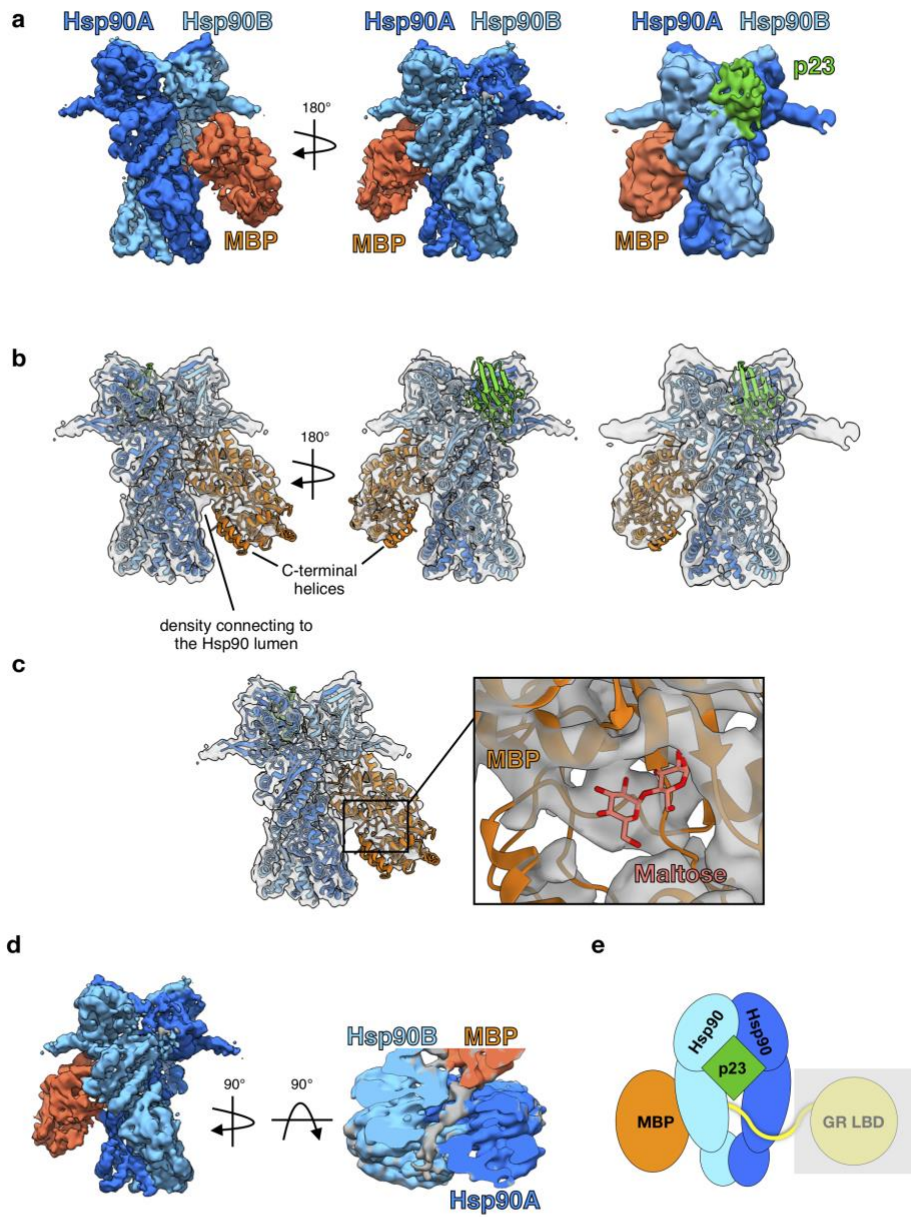 a
Hsp90A Hsp90B
Hsp90A Hsp90B
Hsp90A Hsp90B
p23
180°
MBP
MBP
MBP
b
180°
C-terminal
helices
density connecting to
the Hsp90 lumen
c
MBP
Maltose
d
90°
90°
Hsp90B
MBP
Hsp90A
e
Hsp90
Hsp90
p23
MBP
GR LBD